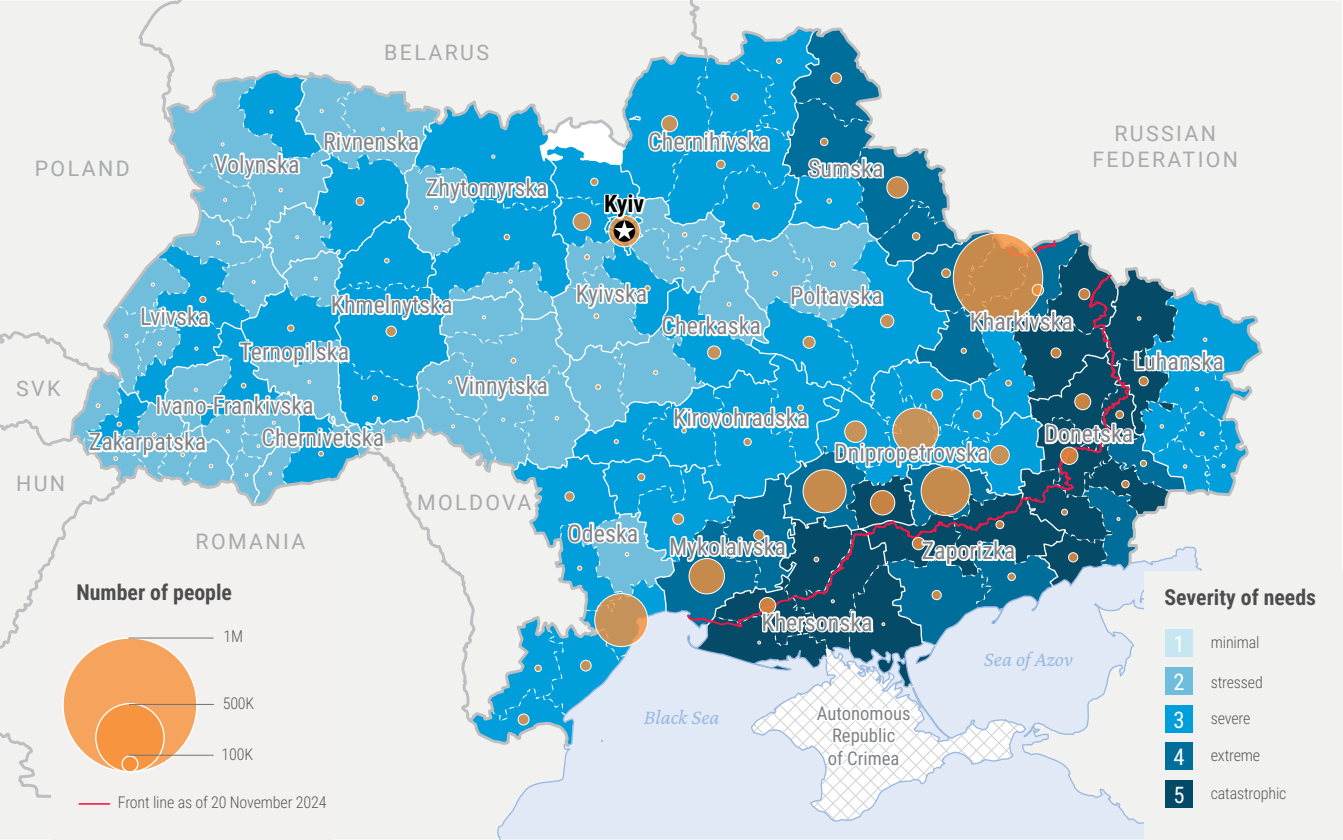 BELARUS
RUSSIAN
FEDERATION
POLAND
Rivnenska
Chernihivska
Volynska
Sumska
Zhytomyrska
Kyiv
Kyivska
Poltavska
Khmelnytska
Lvivska
Cherkaska
Kharkivska
Ternopilska
Luhanska
SVK
Vinnytska
Ivano-Frankivska
Kirovohradska
Zakarpatska
Chernivetska
Donetska
Dnipropetrovska
HUN
MOLDOVA
ROMANIA
Odeska
Mykolaivska
Zaporizka
Khersonska
Sea of Azov
Black Sea
Autonomous
Republic
of Crimea
Number of people
1M
500K
100K
Front line as of 20 November 2024
Severity of needs
1 minimal
2 stressed
3 severe
4 extreme
5 catastrophic